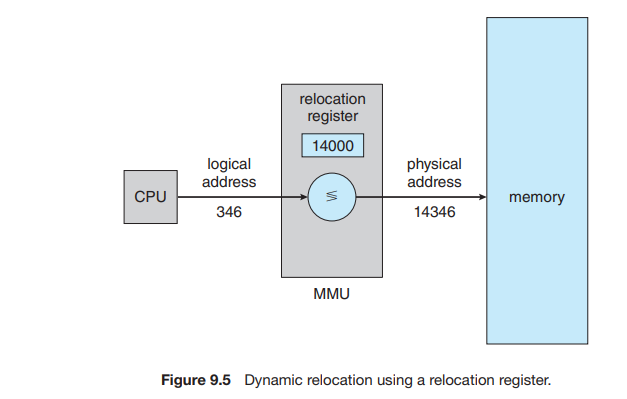 relocation
register
14000
logical
address
physical
address
CPU
≶
memory
346
14346
MMU
Figure 9.5 Dynamic relocation using a relocation register.